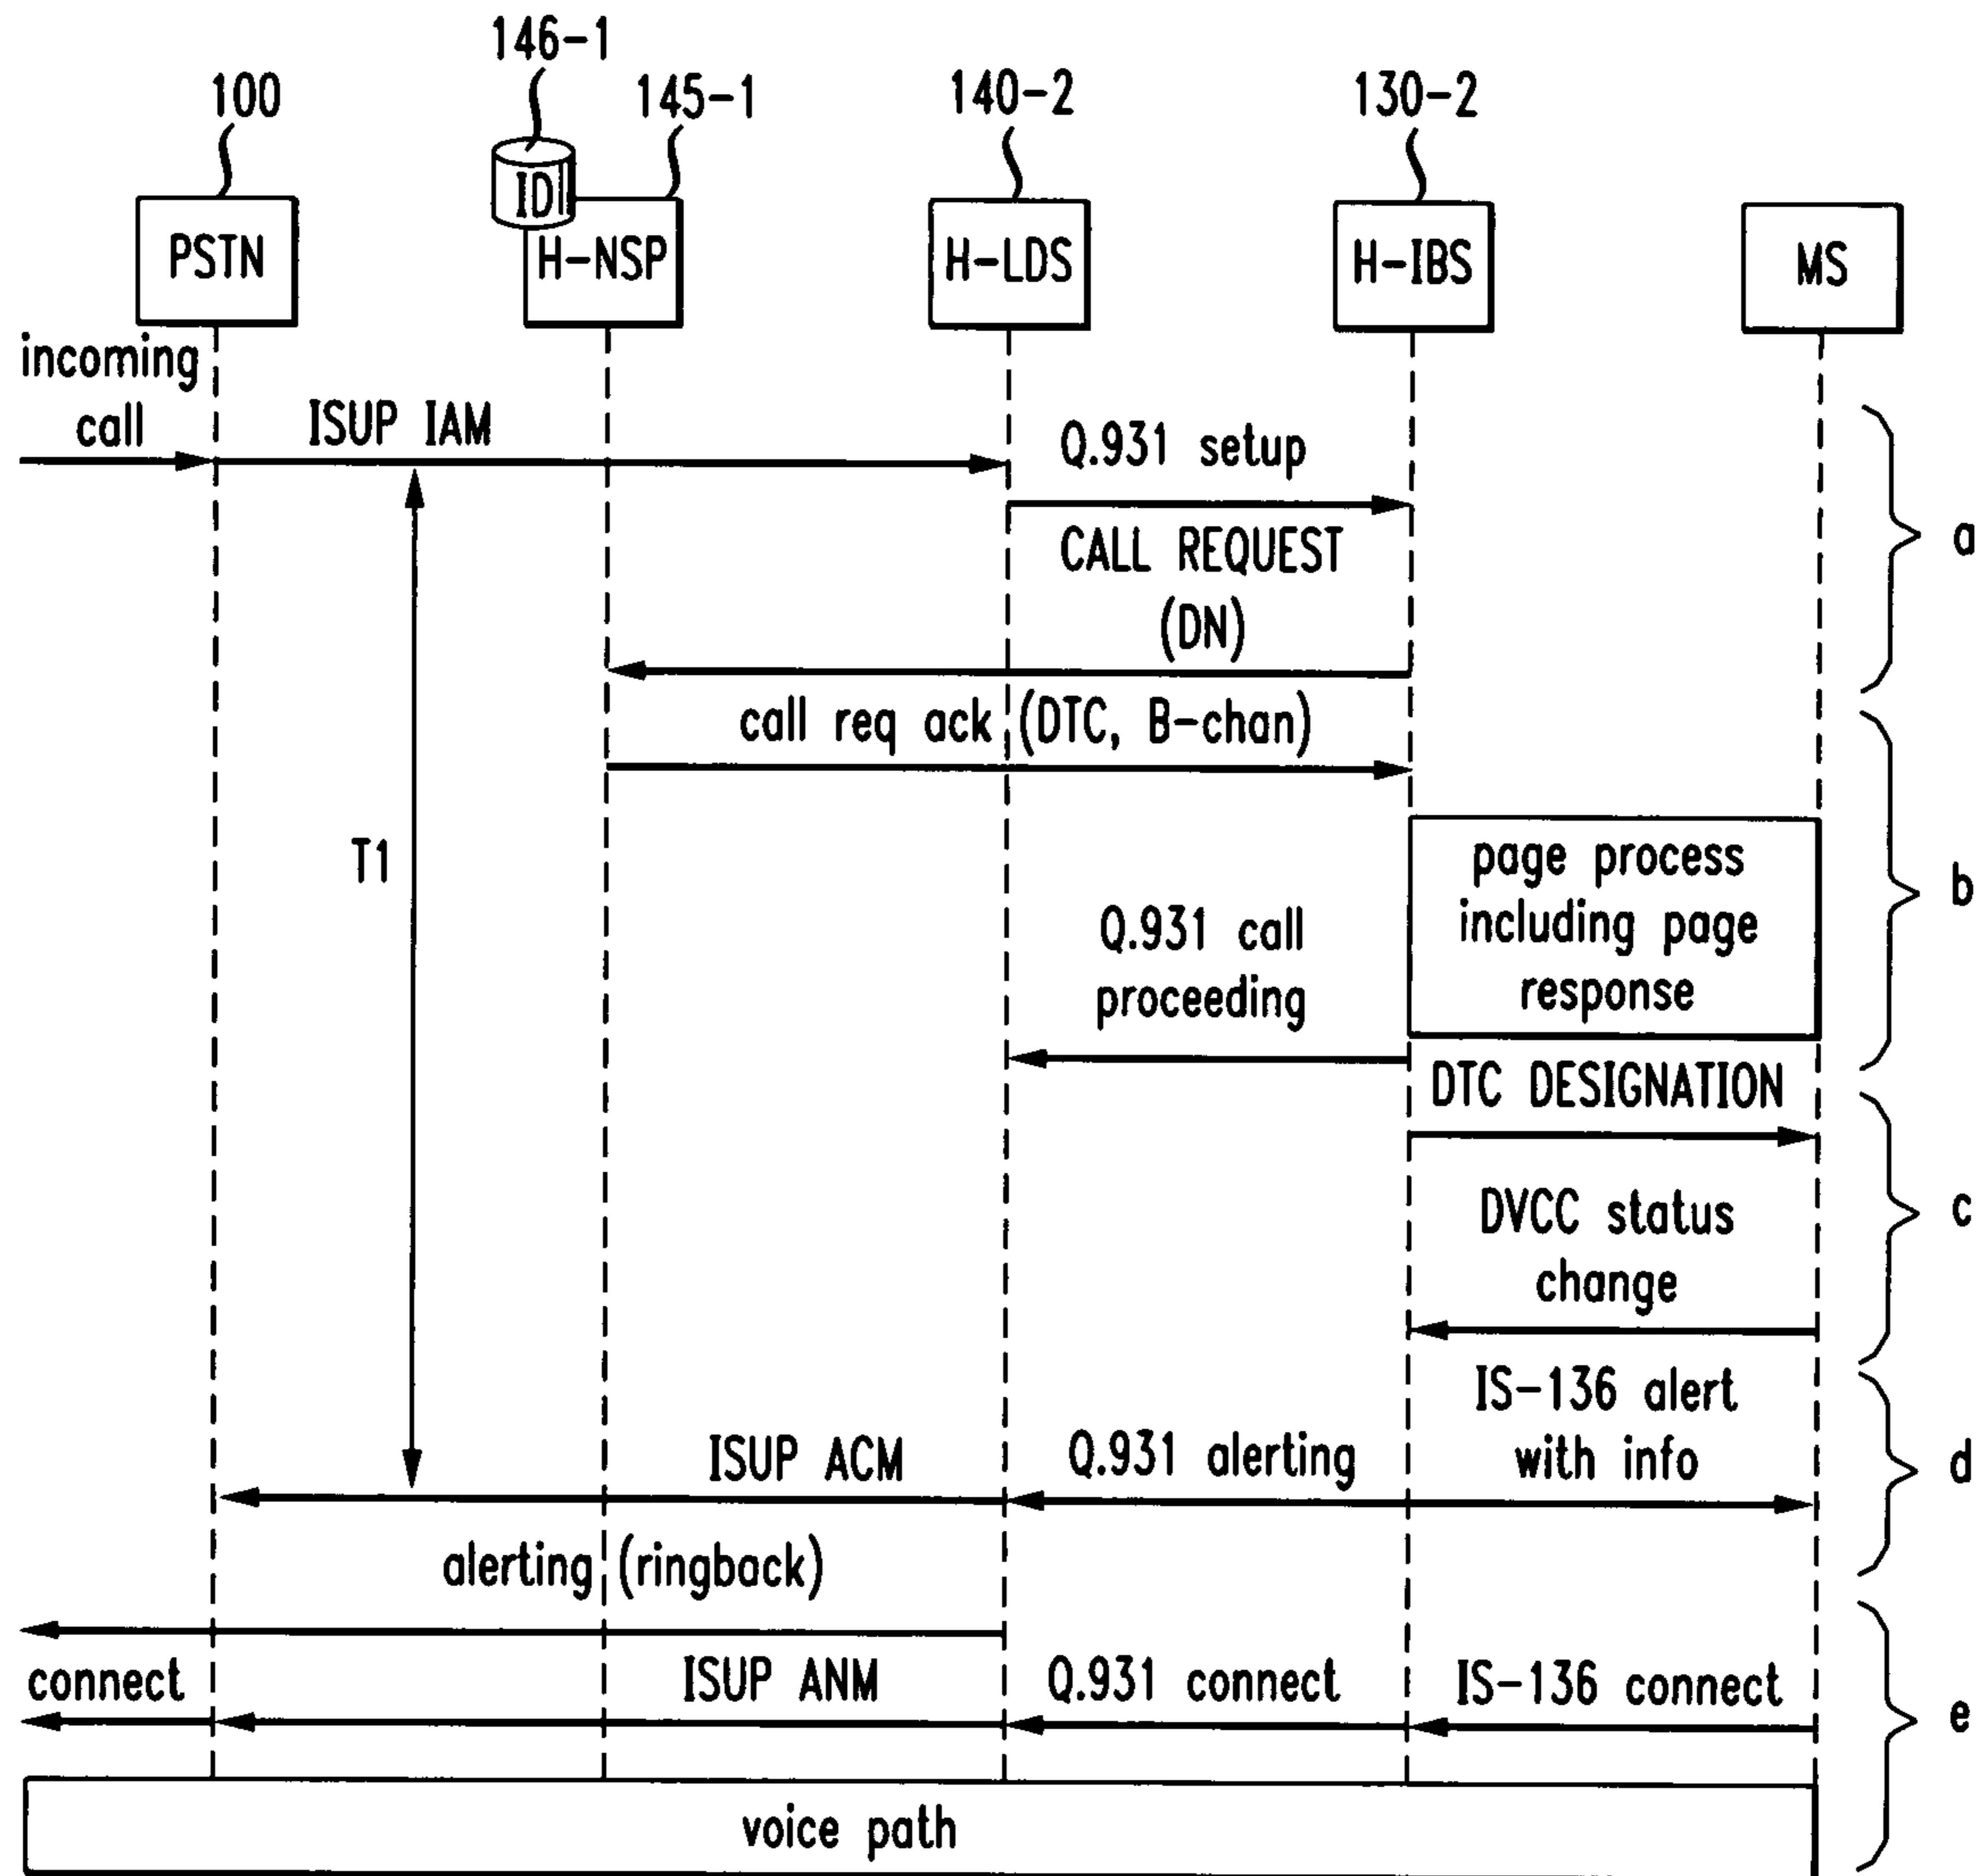 146-1
100
145-1
140-2
130-2
ID
PSTN
H-NSP
H-LDS
H-IBS
MS
incoming
call
ISUP IAM
Q.931 setup
CALL REQUEST
(DN)
a
call req ack (DTC, B-chan)
T1
page process
including page
response
b
Q.931 call
proceeding
DTC DESIGNATION
DVCC status
change
c
IS-136 alert
with info
ISUP ACM
Q.931 alerting
d
alerting (ringback)
connect
ISUP ANM
Q.931 connect
IS-136 connect
e
voice path